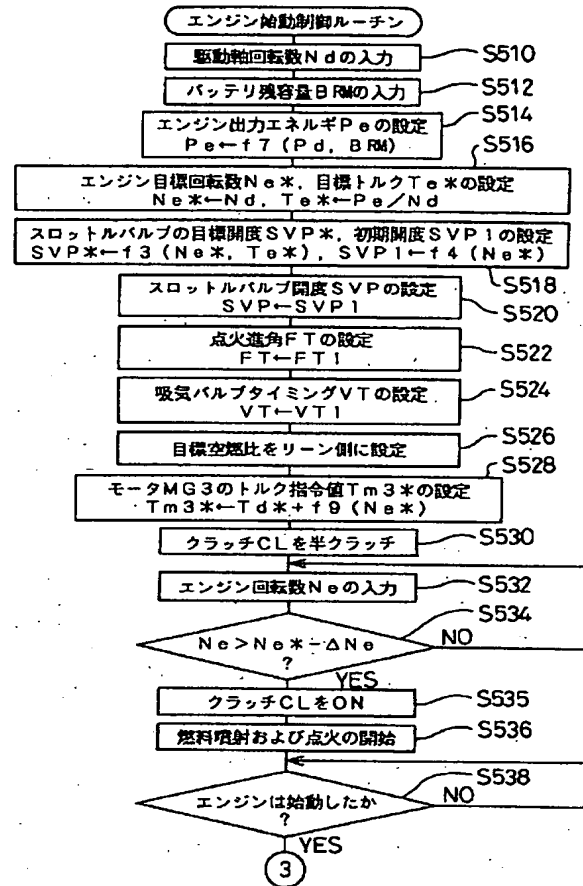 エンジン始動制御ルーチン
駆動軸回転数Ndの入力
S510
バッテリ残容量BRMの入力
S512
エンジン出力エネルギPeの設定
Pe←f7(Pd,BRM)
S514
エンジン目標回転数Ne*,目標トルクTe*の設定
Ne*←Nd,Te*←Pe/Nd
S516
スロットルバルブの目標開度SVP*,初期開度SVP1の設定
SVP*←f3(Ne*,Te*),SVP1←f4(Ne*)
S518
スロットルバルブ開度SVPの設定
SVP←SVP1
S520
点火進角FTの設定
FT←FT1
S522
吸気バルブタイミングVTの設定
VT←VT1
S524
目標空燃比をリーン側に設定
S526
モータMG3のトルク指令値Tm3*の設定
Tm3*←Td*+f9(Ne*)
S528
クラッチCLを半クラッチ
S530
エンジン回転数Neの入力
S532
Ne>Ne*-ΔNe
?
S534
NO
YES
クラッチCLをON
S535
燃料噴射および点火の開始
S536
エンジンは始動したか
?
S538
NO
YES
3